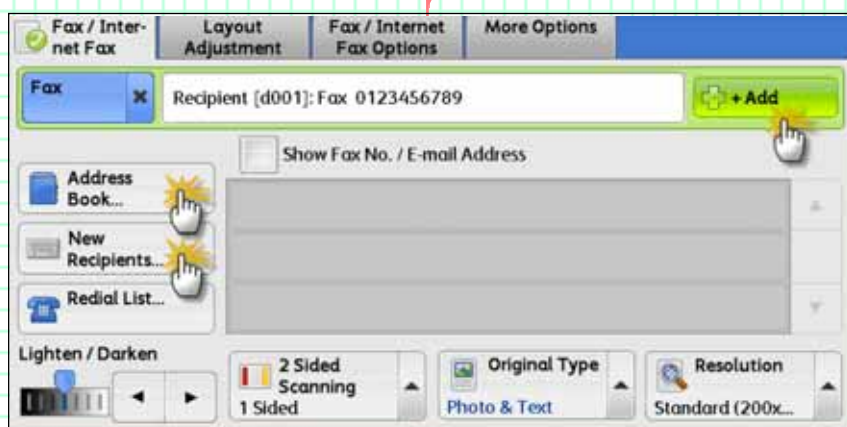 Fax / Inter-
net Fax
Layout
Adjustment
Fax / Internet
Fax Options
More Options
Fax
Recipient [d001]: Fax 0123456789
+ Add
Show Fax No. / E-mail Address
Address
Book...
New
Recipients...
Redial List...
Lighten / Darken
2 Sided
Scanning
1 Sided
Original Type
Photo & Text
Resolution
Standard (200x...